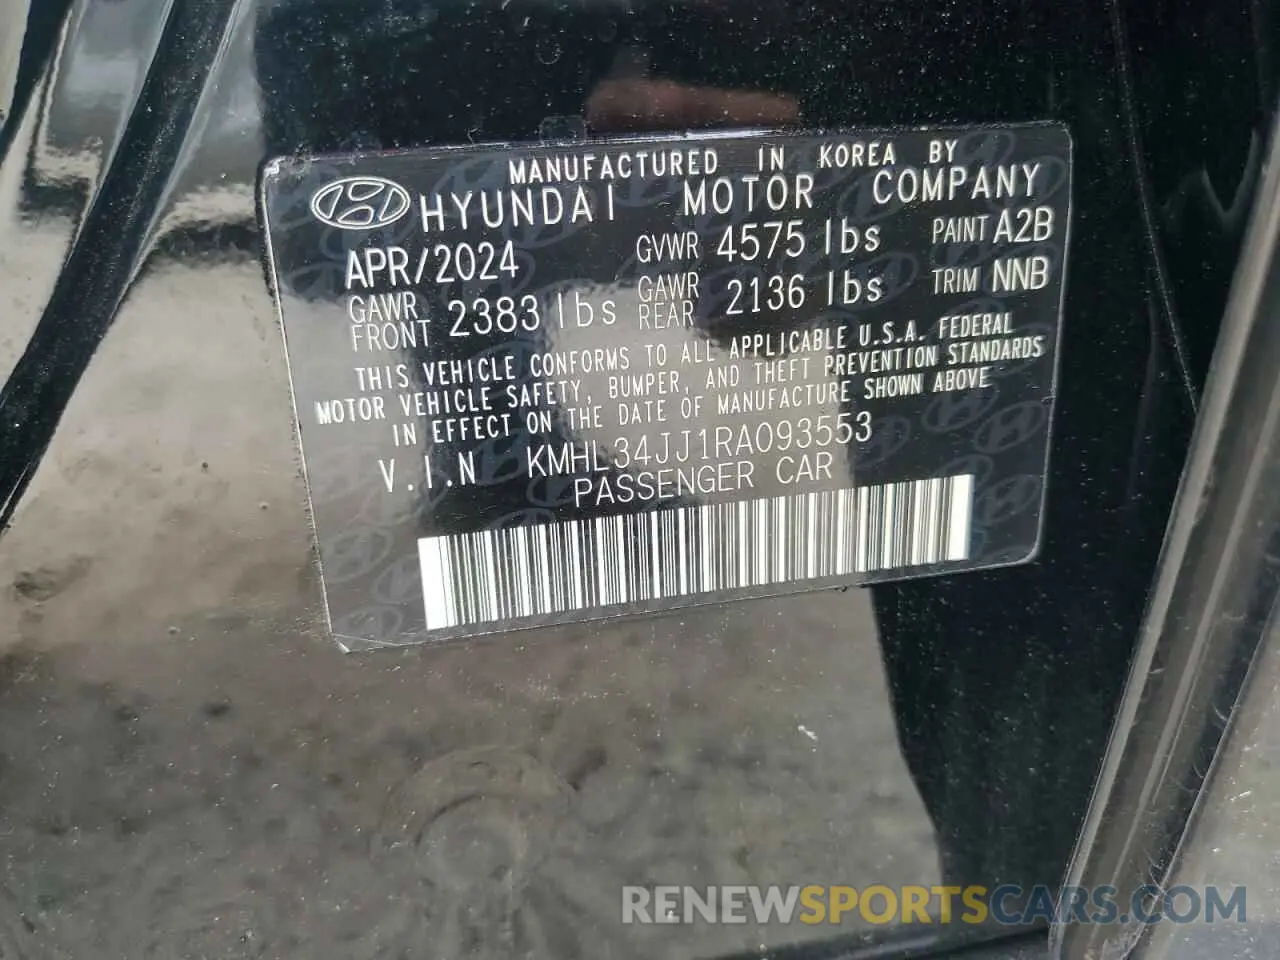 MANUFACTURED IN KOREA BY
HYUNDAI MOTOR COMPANY
APR/2024 GVWR 4575 lbs PAINT A2B
GAWR FRONT 2383 lbs GAWR REAR 2136 lbs TRIM NNB
THIS VEHICLE CONFORMS TO ALL APPLICABLE U.S.A. FEDERAL
MOTOR VEHICLE SAFETY, BUMPER, AND THEFT PREVENTION STANDARDS
IN EFFECT ON THE DATE OF MANUFACTURE SHOWN ABOVE
V.I.N KMHL34JJ1RA093553
PASSENGER CAR
RENEWSPORTSCARS.COM